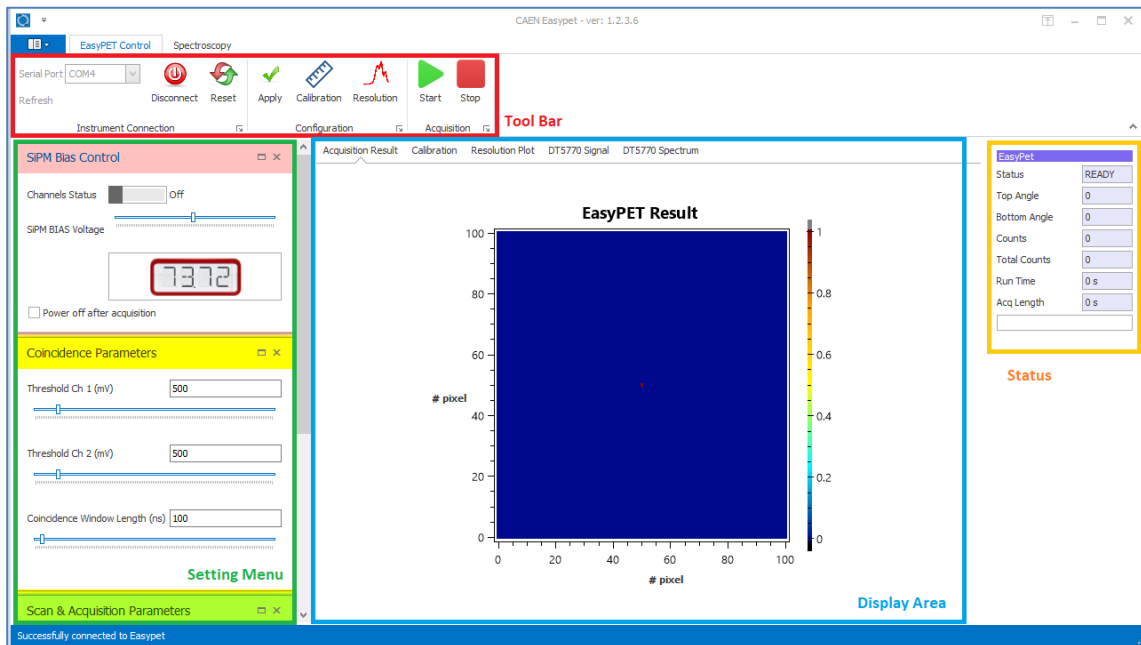 CAEN Easypet - ver: 1.2.3.6
EasyPET Control Spectroscopy
Serial Port COM4
Refresh
Disconnect Reset Apply Calibration Resolution Start Stop
Instrument Connection Configuration Acquisition
Tool Bar
SiPM Bias Control
Channels Status Off
SiPM BIAS Voltage
73.72
Power off after acquisition
Coincidence Parameters
Threshold Ch 1 (mV) 500
Threshold Ch 2 (mV) 500
Coincidence Window Length (ns) 100
Setting Menu
Scan & Acquisition Parameters
Acquisition Result Calibration Resolution Plot DT5770 Signal DT5770 Spectrum
EasyPET Result
100
80
60
40
20
0
# pixel
0 20 40 60 80 100
# pixel
1
0.8
0.6
0.4
0.2
0
Display Area
EasyPet
Status READY
Top Angle 0
Bottom Angle 0
Counts 0
Total Counts 0
Run Time 0 s
Acq Length 0 s
Status
Successfully connected to Easypet